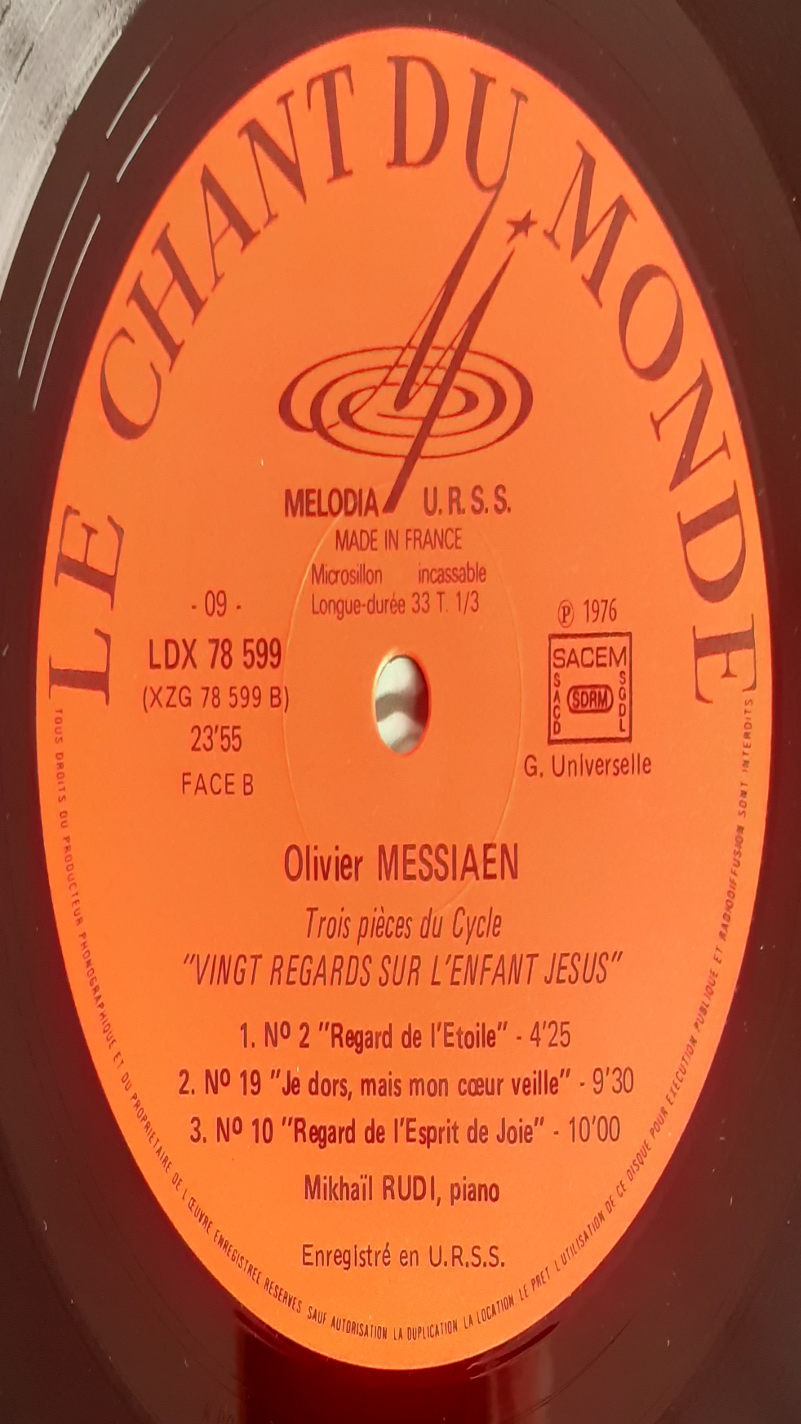 LE CHANT DU MONDE
MELODIA U.R.S.S.
MADE IN FRANCE
Microsillon incassable
Longue-durée 33 T. 1/3
- 09 -
LDX 78 599
(XZG 78 599 B)
23'55
FACE B
℗ 1976
SACEM
SACD
SDRM
SGDL
G. Universelle
Olivier MESSIAEN
Trois pièces du Cycle
"VINGT REGARDS SUR L'ENFANT JESUS"
1. Nº 2 "Regard de l'Etoile" - 4'25
2. Nº 19 "Je dors, mais mon cœur veille" - 9'30
3. Nº 10 "Regard de l'Esprit de Joie" - 10'00
Mikhaïl RUDI, piano
Enregistré en U.R.S.S.
TOUS DROITS DU PRODUCTEUR PHONOGRAPHIQUE ET DU PROPRIETAIRE DE L'ŒUVRE ENREGISTREE RESERVES SAUF AUTORISATION LA DUPLICATION LA LOCATION LE PRET L'UTILISATION DE CE DISQUE POUR EXECUTION PUBLIQUE ET RADIODIFFUSION SONT INTERDITS